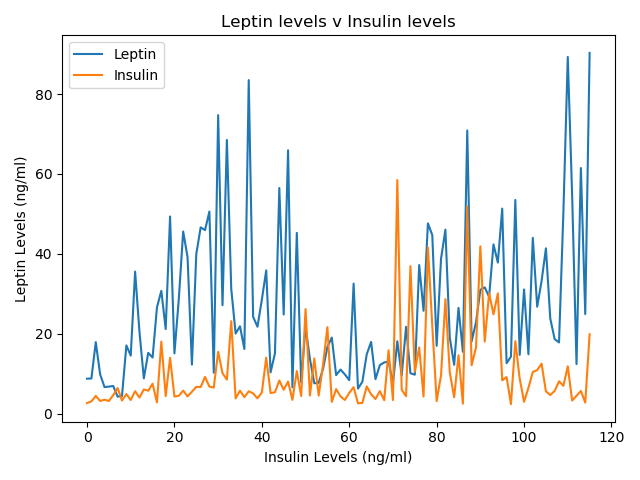 Leptin levels v Insulin levels
Leptin
Insulin
Leptin Levels (ng/ml)
80
60
40
20
0
0 20 40 60 80 100 120
Insulin Levels (ng/ml)